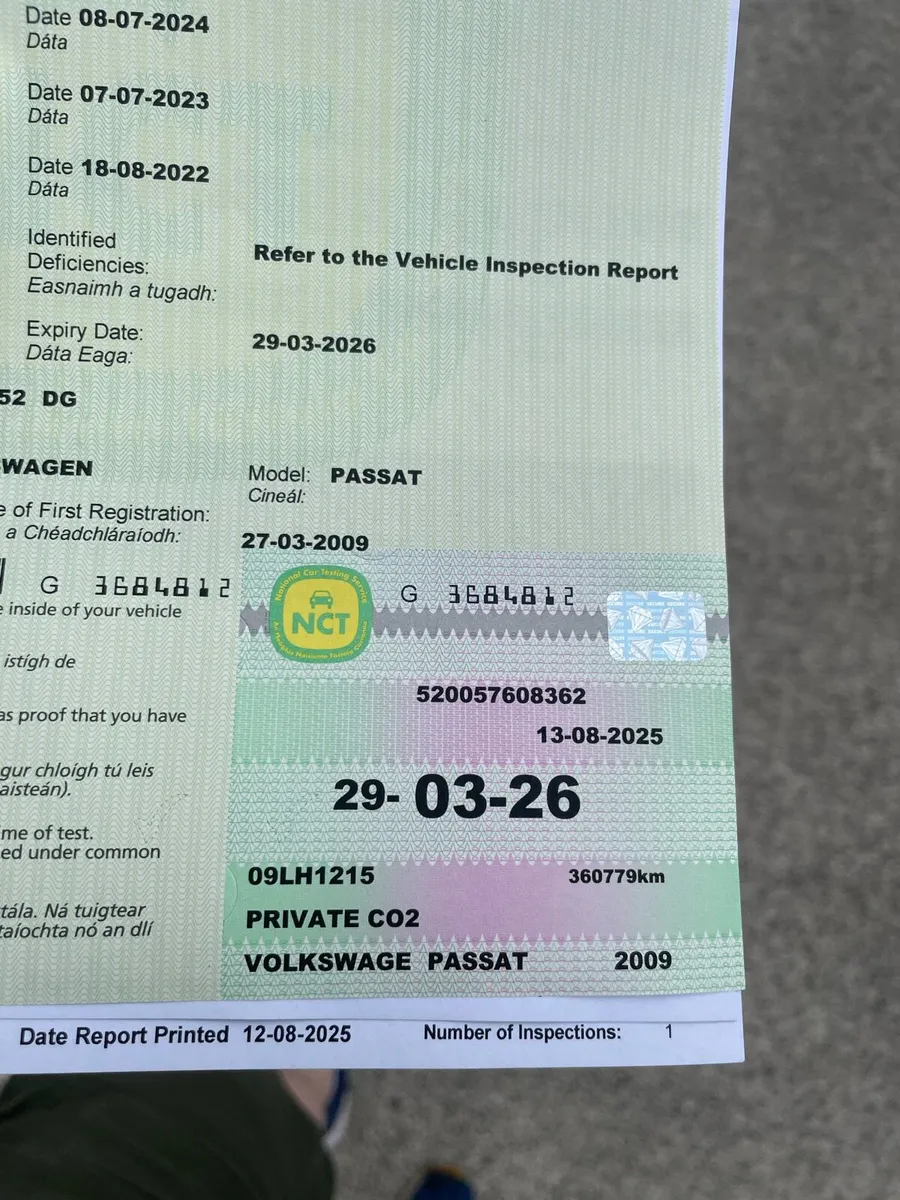 Date 08-07-2024
Dáta
Date 07-07-2023
Dáta
Date 18-08-2022
Dáta
Identified
Deficiencies:
Easnaimh a tugadh:
Refer to the Vehicle Inspection Report
Expiry Date:
Dáta Eaga:
29-03-2026
52 DG
SWAGEN
Model: PASSAT
Cineál:
e of First Registration:
a Chéadchláraíodh:
27-03-2009
G 3684812
e inside of your vehicle
istígh de
as proof that you have
gur chloígh tú leis
aisteán).
me of test.
ed under common
tála. Ná tuigtear
taíochta nó an dlí
National Car Testing Service
NCT
G 3684812
520057608362
13-08-2025
29- 03-26
09LH1215 360779km
PRIVATE CO2
VOLKSWAGE PASSAT 2009
Date Report Printed 12-08-2025 Number of Inspections: 1